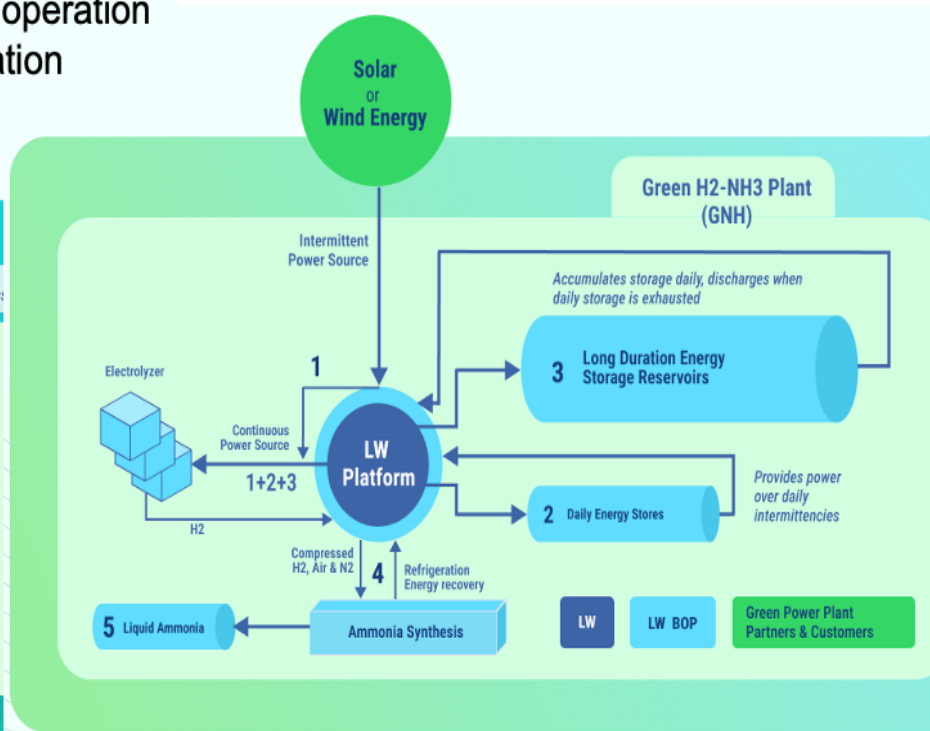 operation
ation
Solar
or
Wind Energy
Green H2-NH3 Plant
(GNH)
Intermittent
Power Source
Accumulates storage daily, discharges when
daily storage is exhausted
3
Long Duration Energy
Storage Reservoirs
1
Electrolyzer
Continuous
Power Source
1+2+3
LW
Platform
Provides power
over daily
intermittencies
2
Daily Energy Stores
H2
Compressed
H2, Air & N2
4
Refrigeration
Energy recovery
5
Liquid Ammonia
Ammonia Synthesis
LW
LW BOP
Green Power Plant
Partners & Customers